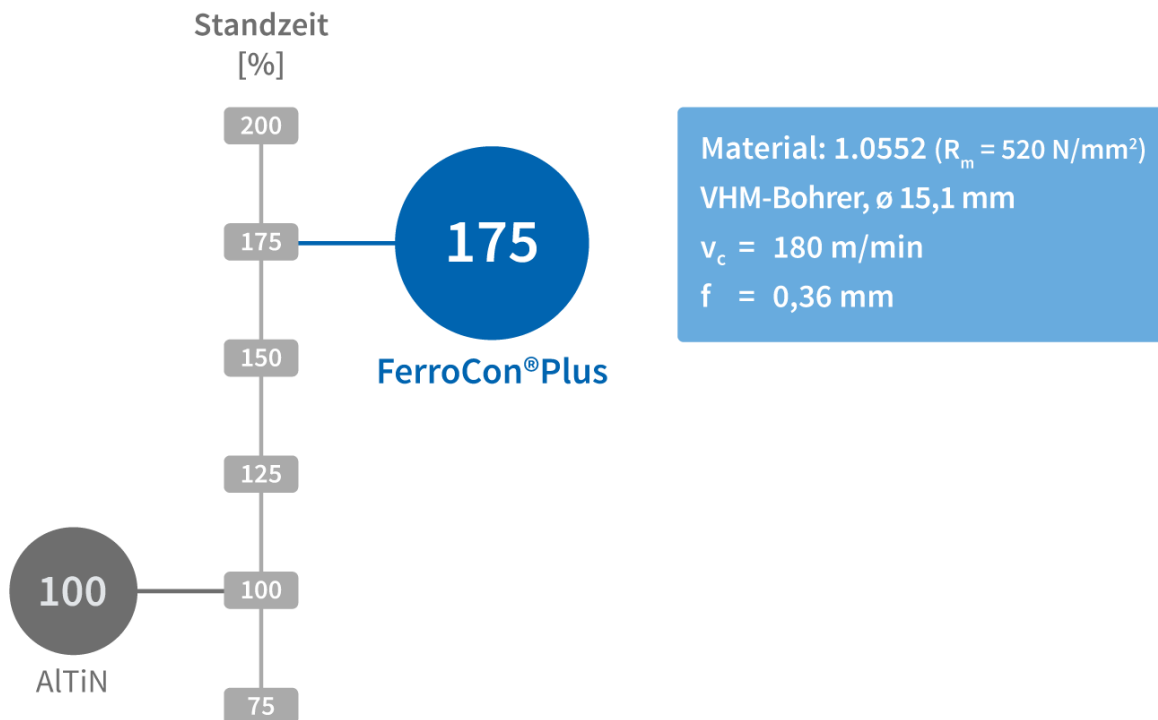 Standzeit
[%]
200
175
150
125
100
75
175
FerroCon®Plus
100
AlTiN
Material: 1.0552 (Rm = 520 N/mm²)
VHM-Bohrer, ø 15,1 mm
vc = 180 m/min
f = 0,36 mm